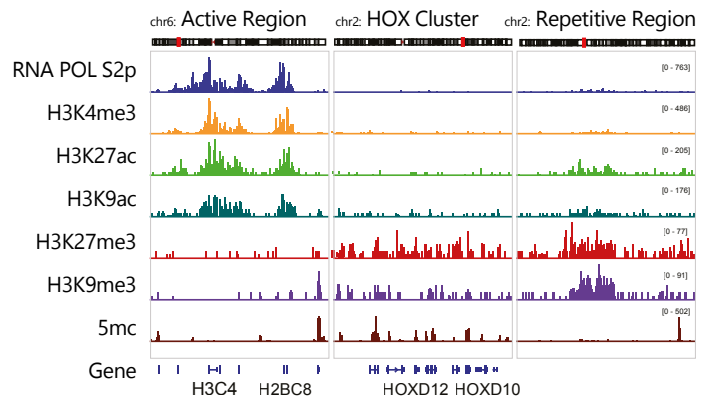 chr6: Active Region
chr2: HOX Cluster
chr2: Repetitive Region
RNA POL S2p
[0 - 763]
H3K4me3
[0 - 486]
H3K27ac
[0 - 205]
H3K9ac
[0 - 176]
H3K27me3
[0 - 77]
H3K9me3
[0 - 91]
5mc
[0 - 502]
Gene
H3C4
H2BC8
HOXD12
HOXD10